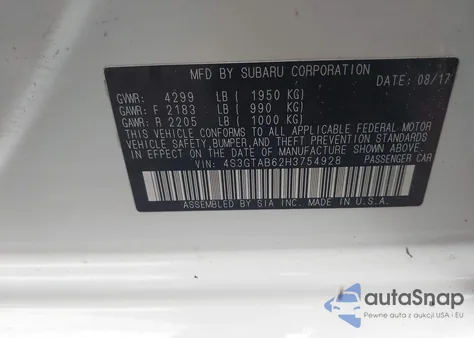 MFD BY SUBARU CORPORATION
DATE: 08/17
GVWR: 4299 LB ( 1950 KG)
GAWR: F 2183 LB ( 990 KG)
GAWR: R 2205 LB ( 1000 KG)
THIS VEHICLE CONFORMS TO ALL APPLICABLE FEDERAL MOTOR
VEHICLE SAFETY, BUMPER, AND THEFT PREVENTION STANDARDS
IN EFFECT ON THE DATE OF MANUFACTURE SHOWN ABOVE.
VIN: 4S3GTAB62H3754928 PASSENGER CAR
ASSEMBLED BY SIA INC. MADE IN U.S.A.
autoSnap
Pewne auta z USA i EU